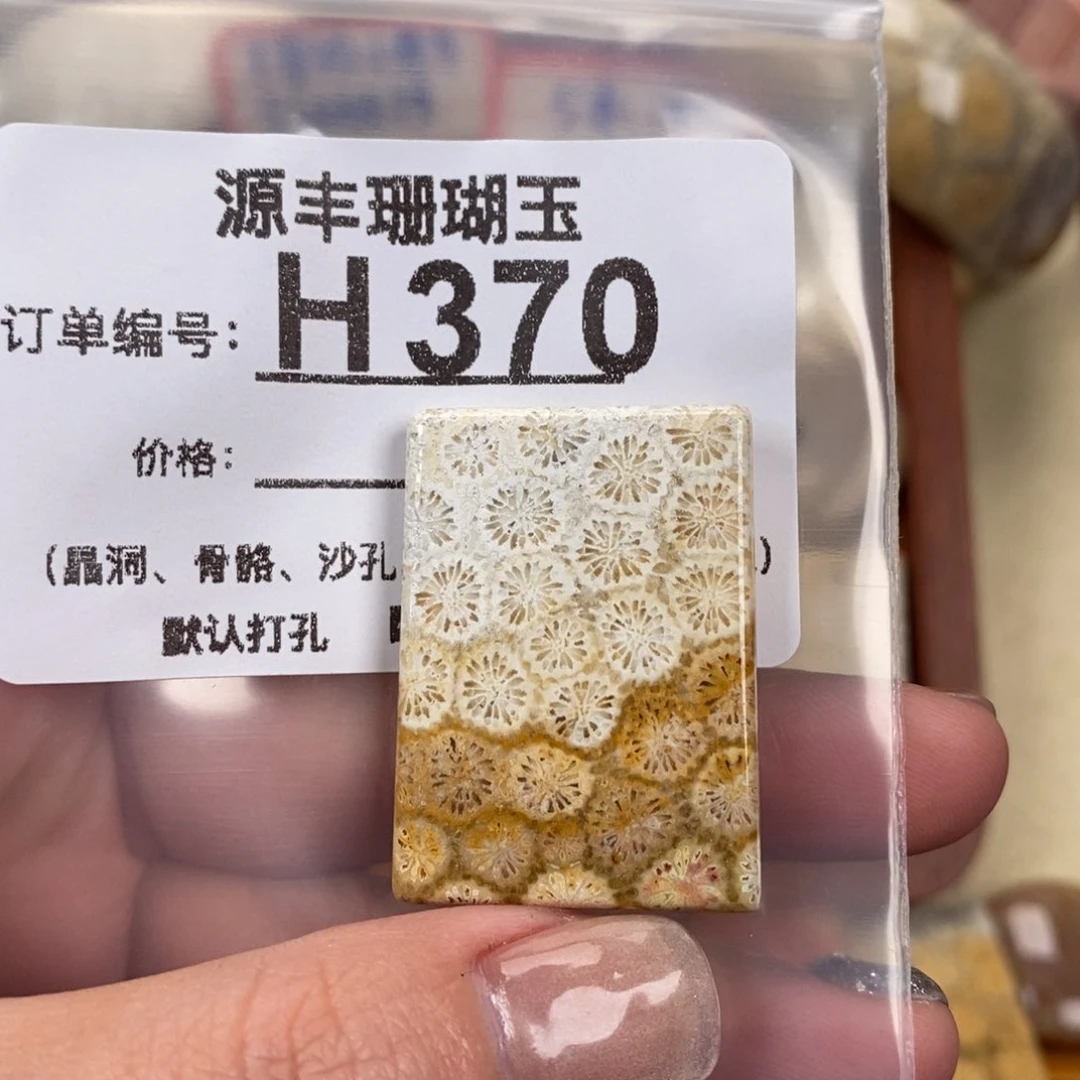 源丰珊瑚玉
订单编号: H370
价格:
(晶洞、骨骼、沙孔
)
默认打孔